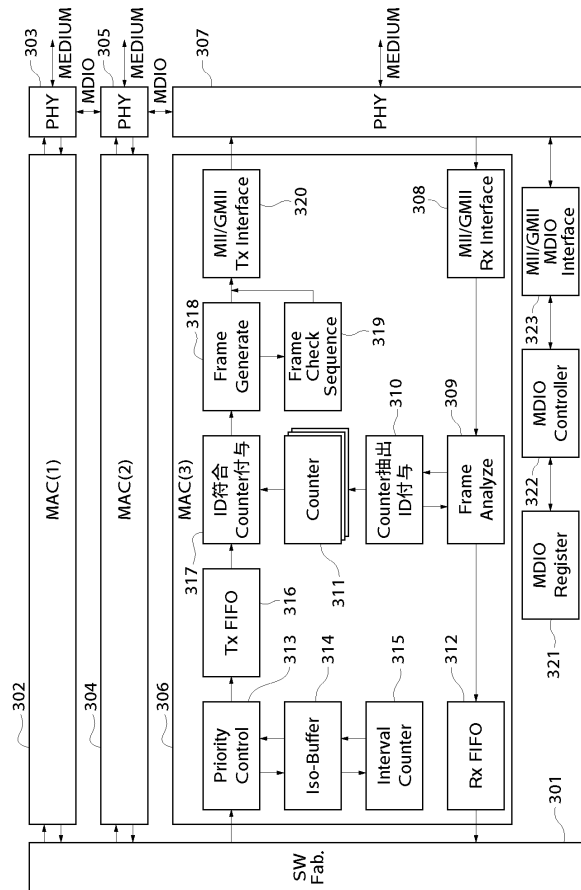 302
304
306
301
SW
Fab.
MAC(1)
MAC(2)
MAC(3)
303
PHY
MEDIUM
MDIO
305
PHY
MEDIUM
MDIO
307
PHY
MEDIUM
313
Priority
Control
314
Iso-Buffer
315
Interval
Counter
312
Rx FIFO
316
Tx FIFO
317
ID符合
Counter付与
311
Counter
310
Counter抽出
ID付与
309
Frame
Analyze
318
Frame
Generate
319
Frame
Check
Sequence
320
MII/GMII
Tx Interface
308
MII/GMII
Rx Interface
321
MDIO
Register
322
MDIO
Controller
323
MII/GMII
MDIO
Interface